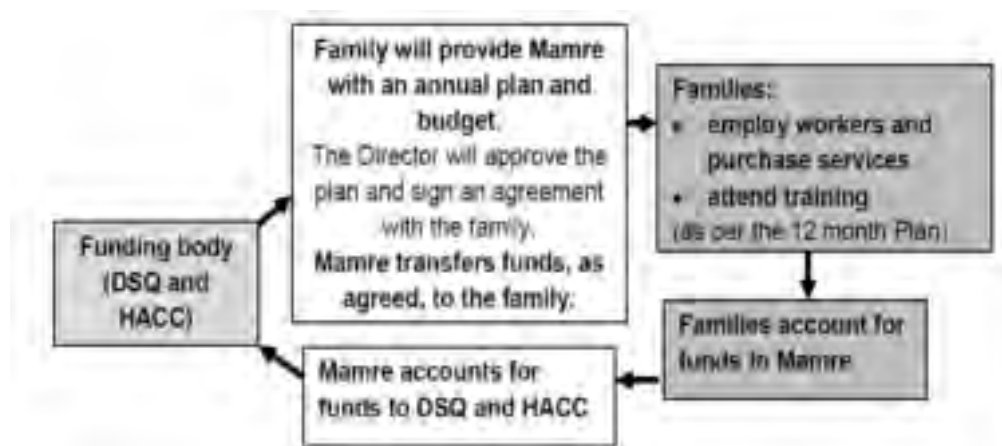 Family will provide Mamre
with an annual plan and
budget.
The Director will approve the
plan and sign an agreement
with the family.
Mamre transfers funds, as
agreed, to the family.
Families:
• employ workers and
purchase services
• attend training
(as per the 12 month Plan)
Families account for
funds to Mamre
Mamre accounts for
funds to DSQ and HACC
Funding body
(DSQ and
HACC)